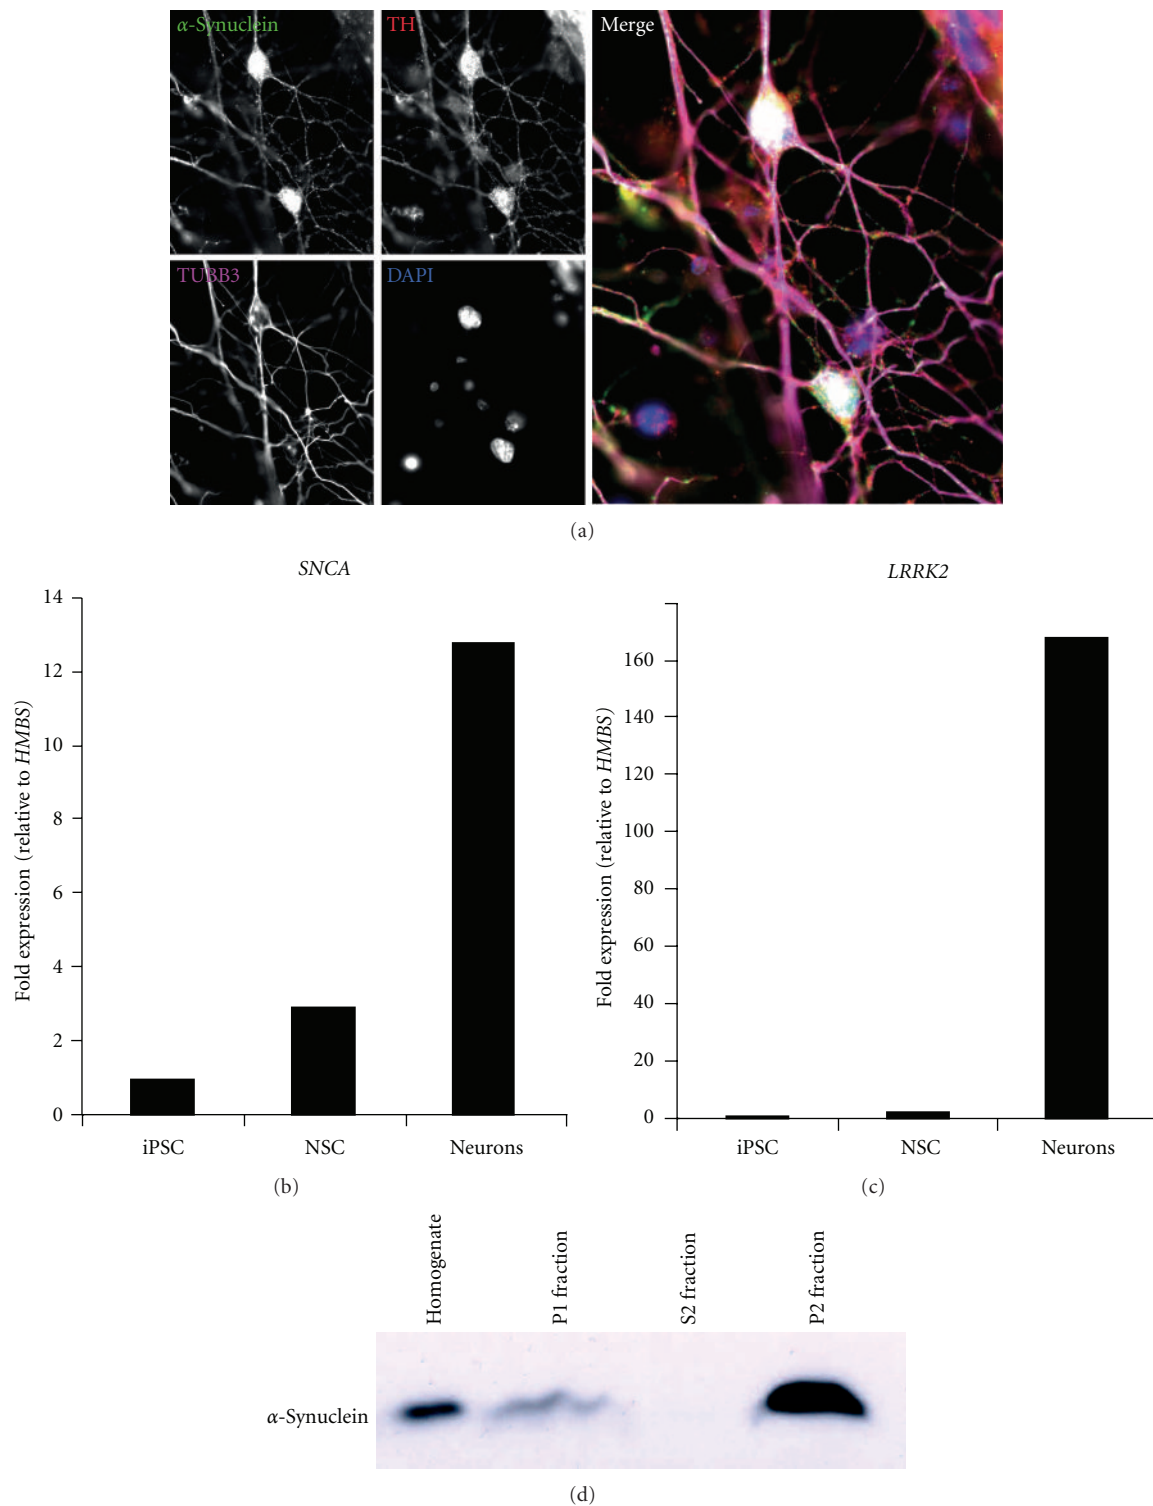 α-Synuclein
TH
Merge
TUBB3
DAPI
(a)
SNCA
Fold expression (relative to HMBS)
14
12
10
8
6
4
2
0
iPSC
NSC
Neurons
(b)
LRRK2
Fold expression (relative to HMBS)
160
140
120
100
80
60
40
20
0
iPSC
NSC
Neurons
(c)
Homogenate
P1 fraction
S2 fraction
P2 fraction
α-Synuclein
(d)